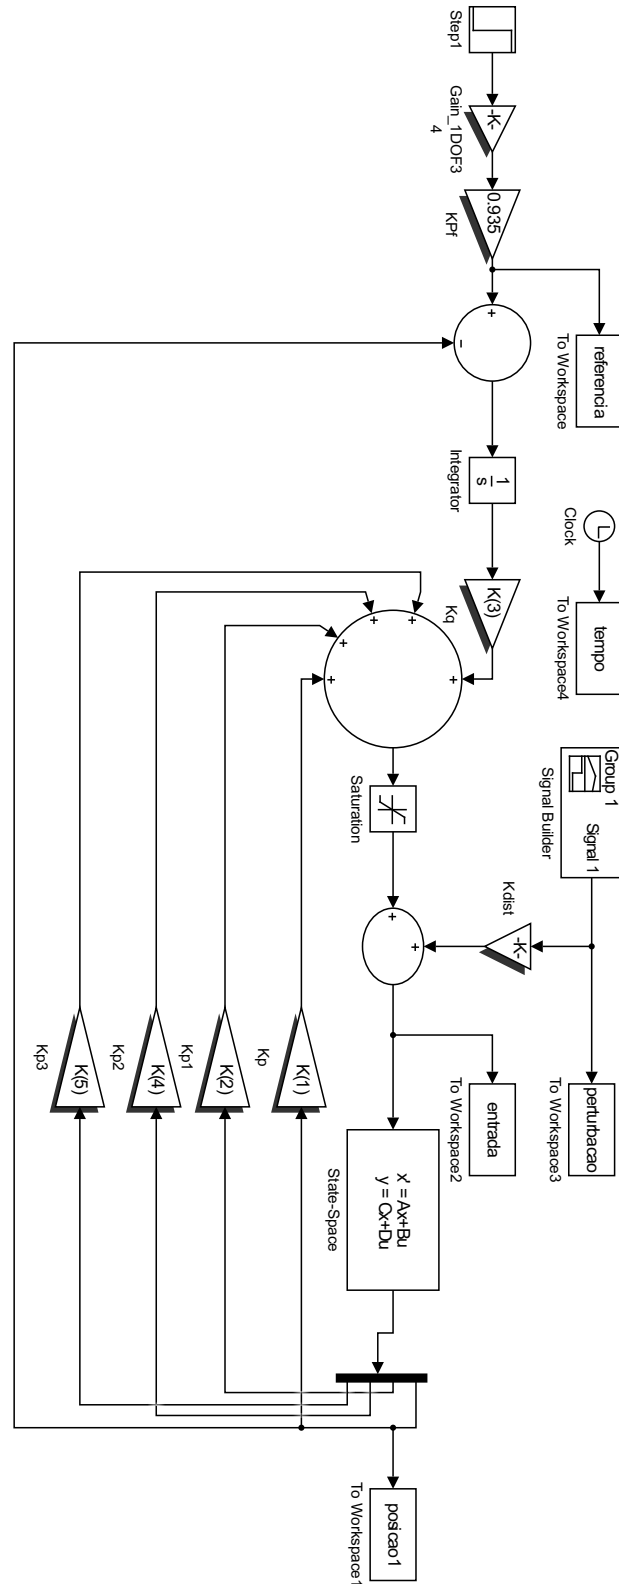 Group 1
Signal 1
Signal Builder
perturbacao
To Workspace3
Clock
tempo
To Workspace4
referencia
To Workspace
-K-
Kdist
entrada
To Workspace2
Step1
-K-
Gain_1DOF3
4
0.935
KPf
+
−
1
s
Integrator
K(3)
Kq
+
+
+
+
+
Saturation
+
+
x' = Ax+Bu
y = Cx+Du
State-Space
posicao1
To Workspace1
K(1)
Kp
K(2)
Kp1
K(4)
Kp2
K(5)
Kp3